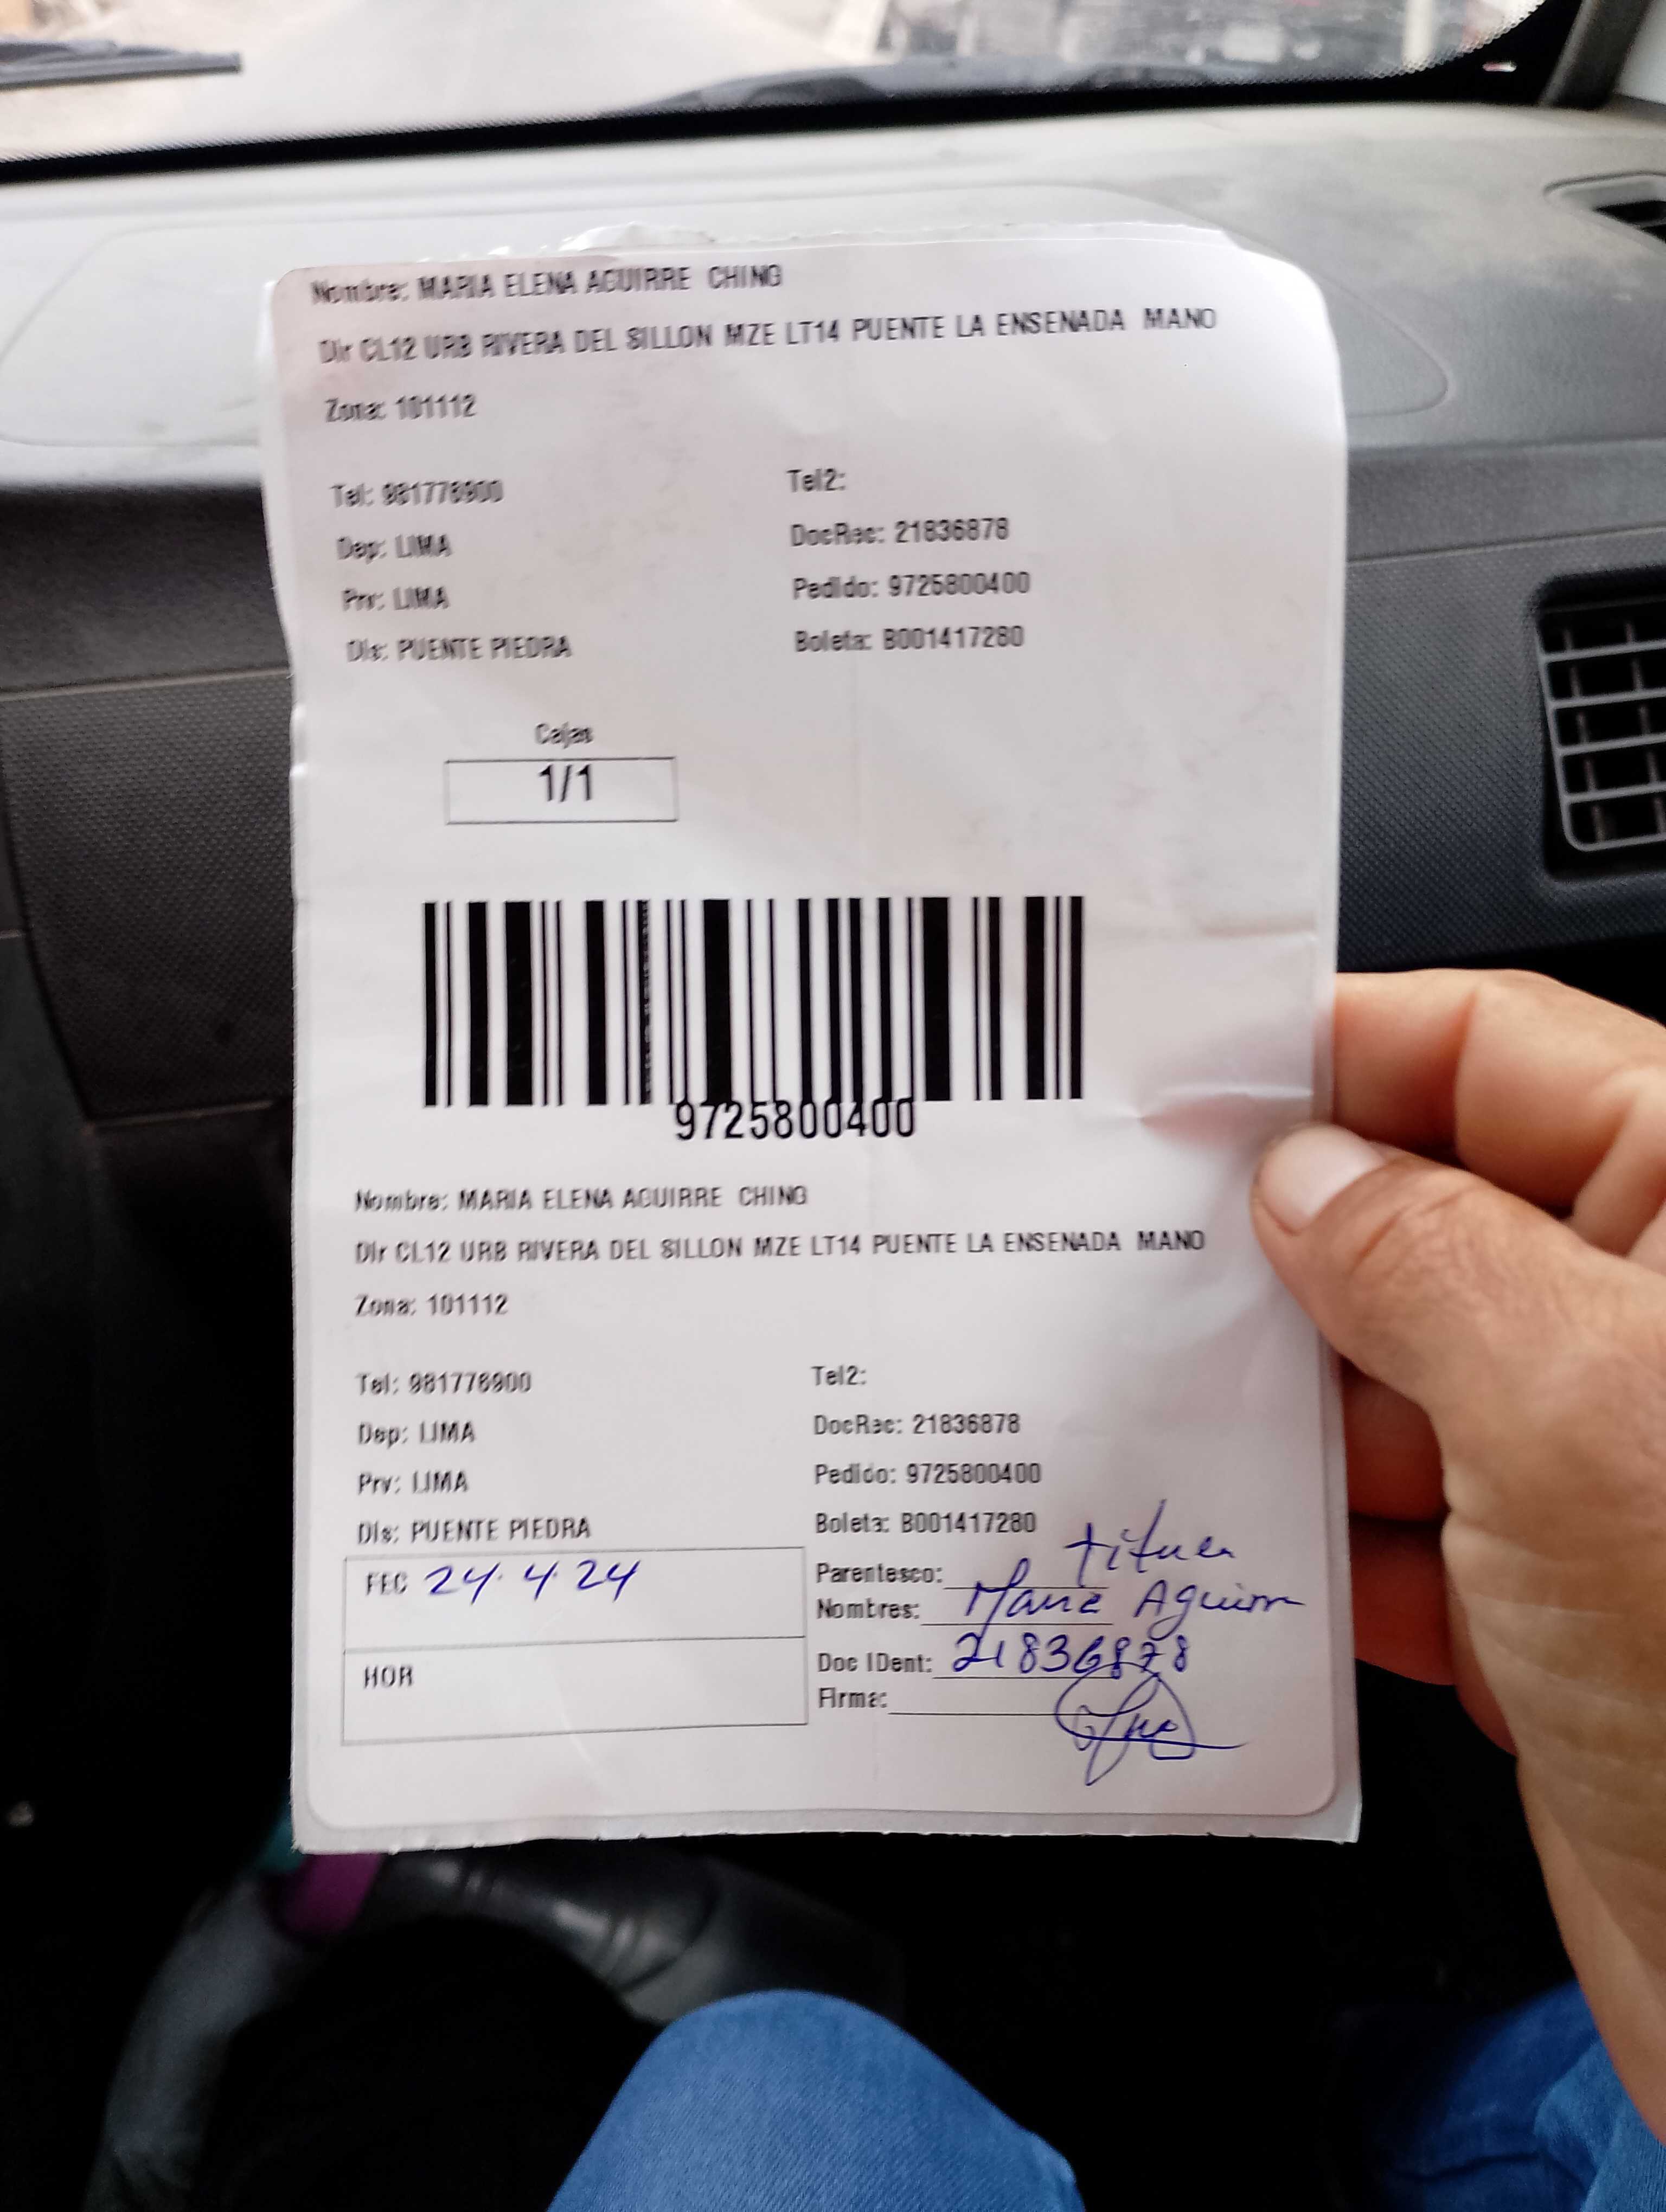 Nombre: MARIA ELENA AGUIRRE CHING
Dir CL12 URB RIVERA DEL SILLON MZE LT14 PUENTE LA ENSENADA MANO
Zona: 101112
Tel: 981776900 Tel2:
Dep: LIMA DocRec: 21836878
Prv: LIMA Pedido: 9725800400
Dis: PUENTE PIEDRA Boleta: B001417280
Cajas
1/1
9725800400
Nombre: MARIA ELENA AGUIRRE CHING
Dir CL12 URB RIVERA DEL SILLON MZE LT14 PUENTE LA ENSENADA MANO
Zona: 101112
Tel: 981776900 Tel2:
Dep: LIMA DocRec: 21836878
Prv: LIMA Pedido: 9725800400
Dis: PUENTE PIEDRA Boleta: B001417280
FEC 24.4.24 Parentesco:
Nombres: Aguirre
HOR Doc IDent: 21836878
Firma: